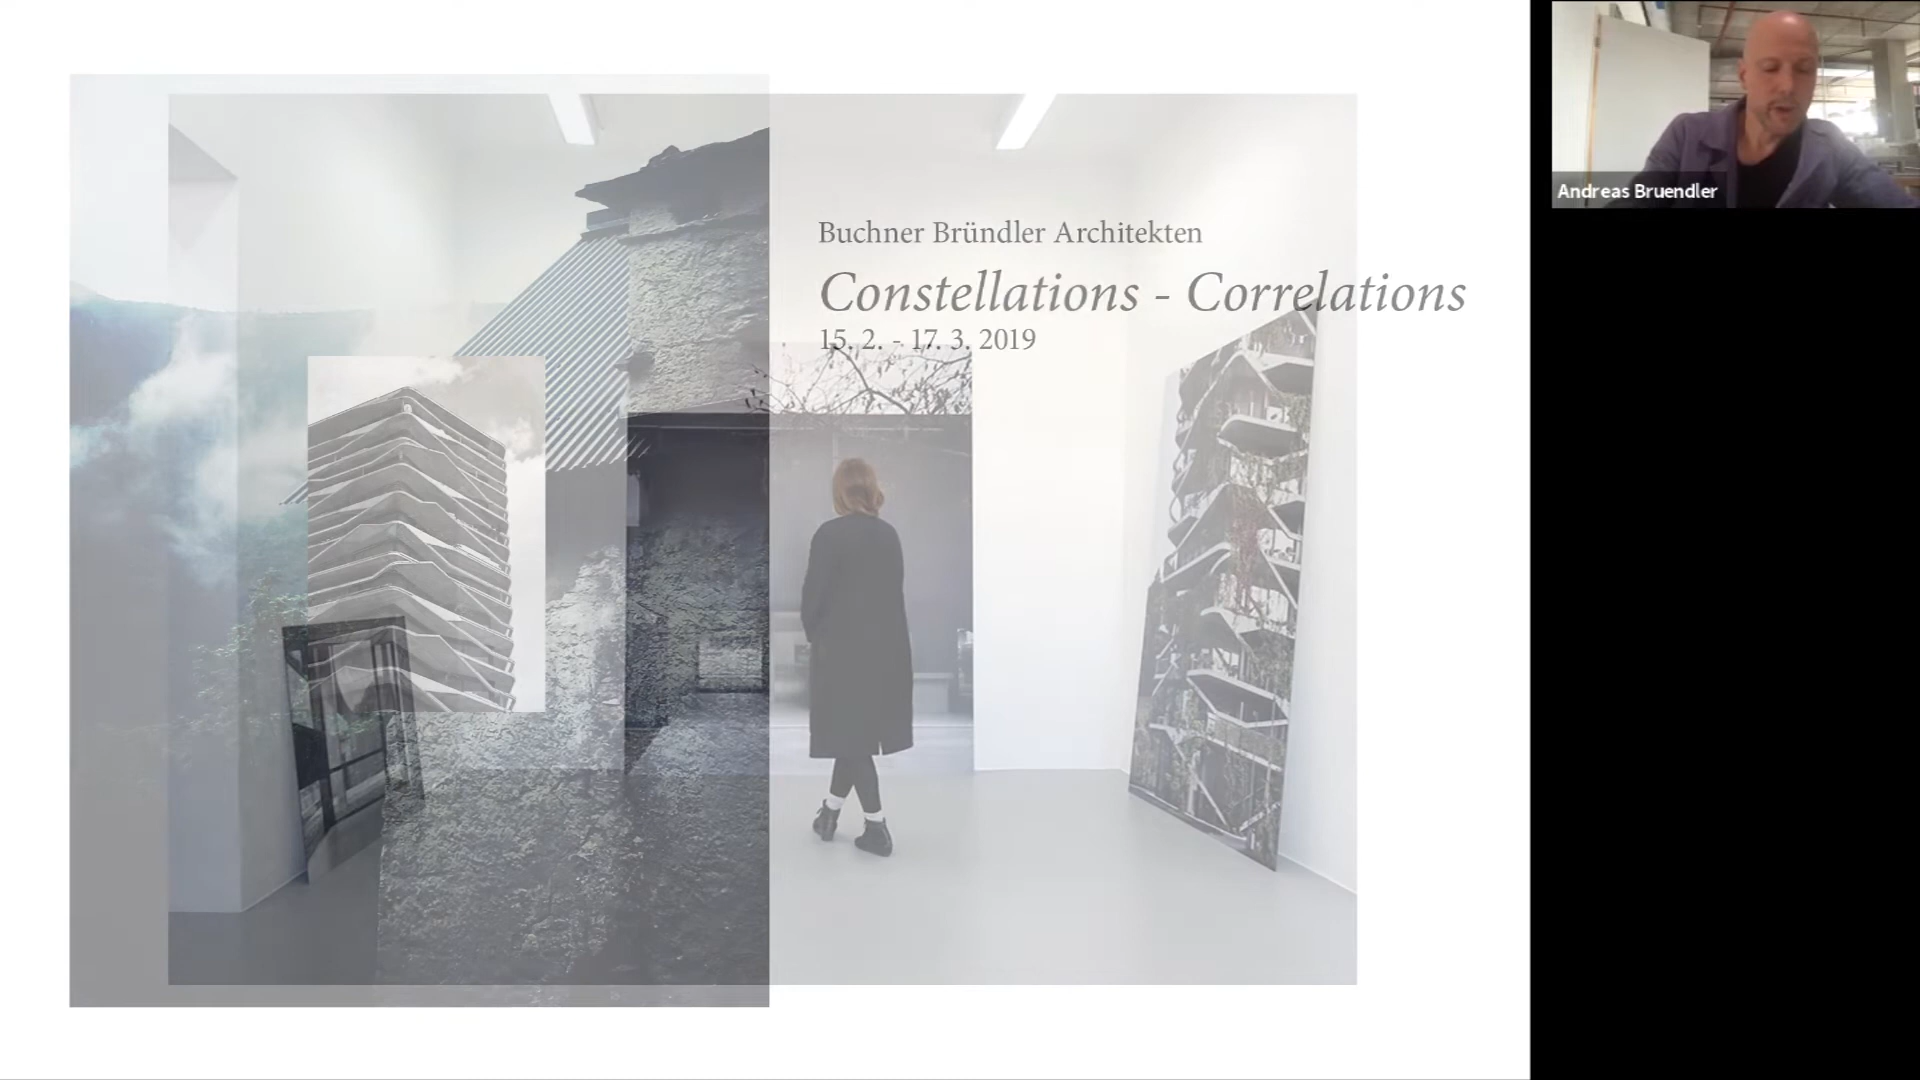 Buchner Bründler Architekten
Constellations - Correlations
15. 2. - 17. 3. 2019
Andreas Bruendler